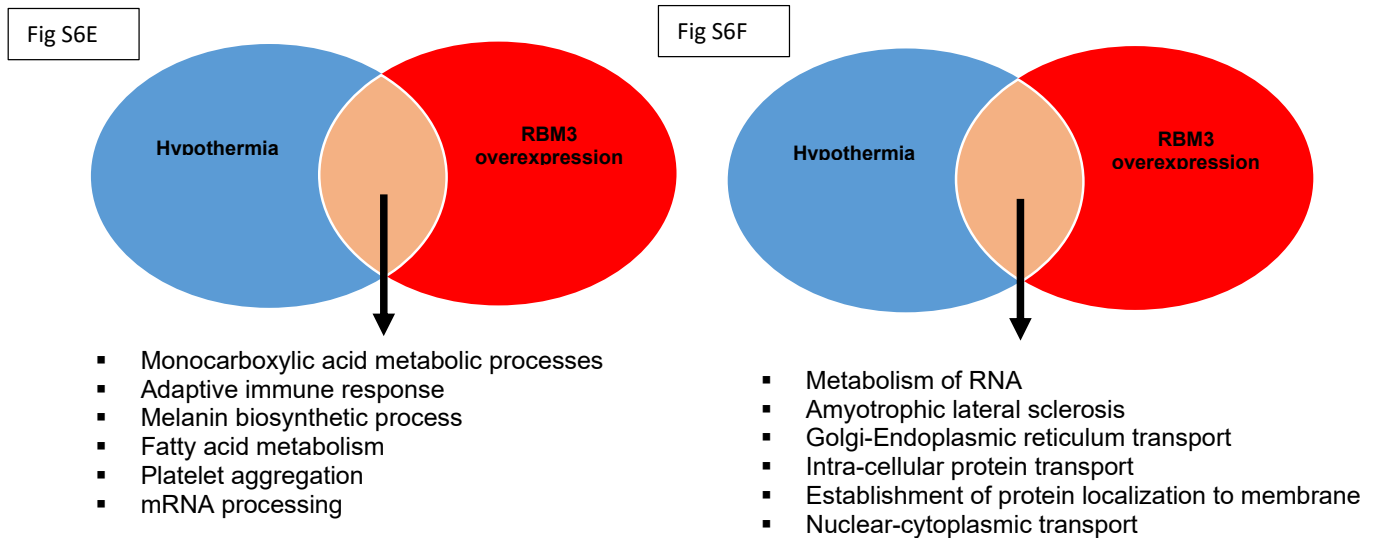 Fig S6E
Hypothermia
RBM3
overexpression
▪ Monocarboxylic acid metabolic processes
▪ Adaptive immune response
▪ Melanin biosynthetic process
▪ Fatty acid metabolism
▪ Platelet aggregation
▪ mRNA processing
Fig S6F
Hypothermia
RBM3
overexpression
▪ Metabolism of RNA
▪ Amyotrophic lateral sclerosis
▪ Golgi-Endoplasmic reticulum transport
▪ Intra-cellular protein transport
▪ Establishment of protein localization to membrane
▪ Nuclear-cytoplasmic transport